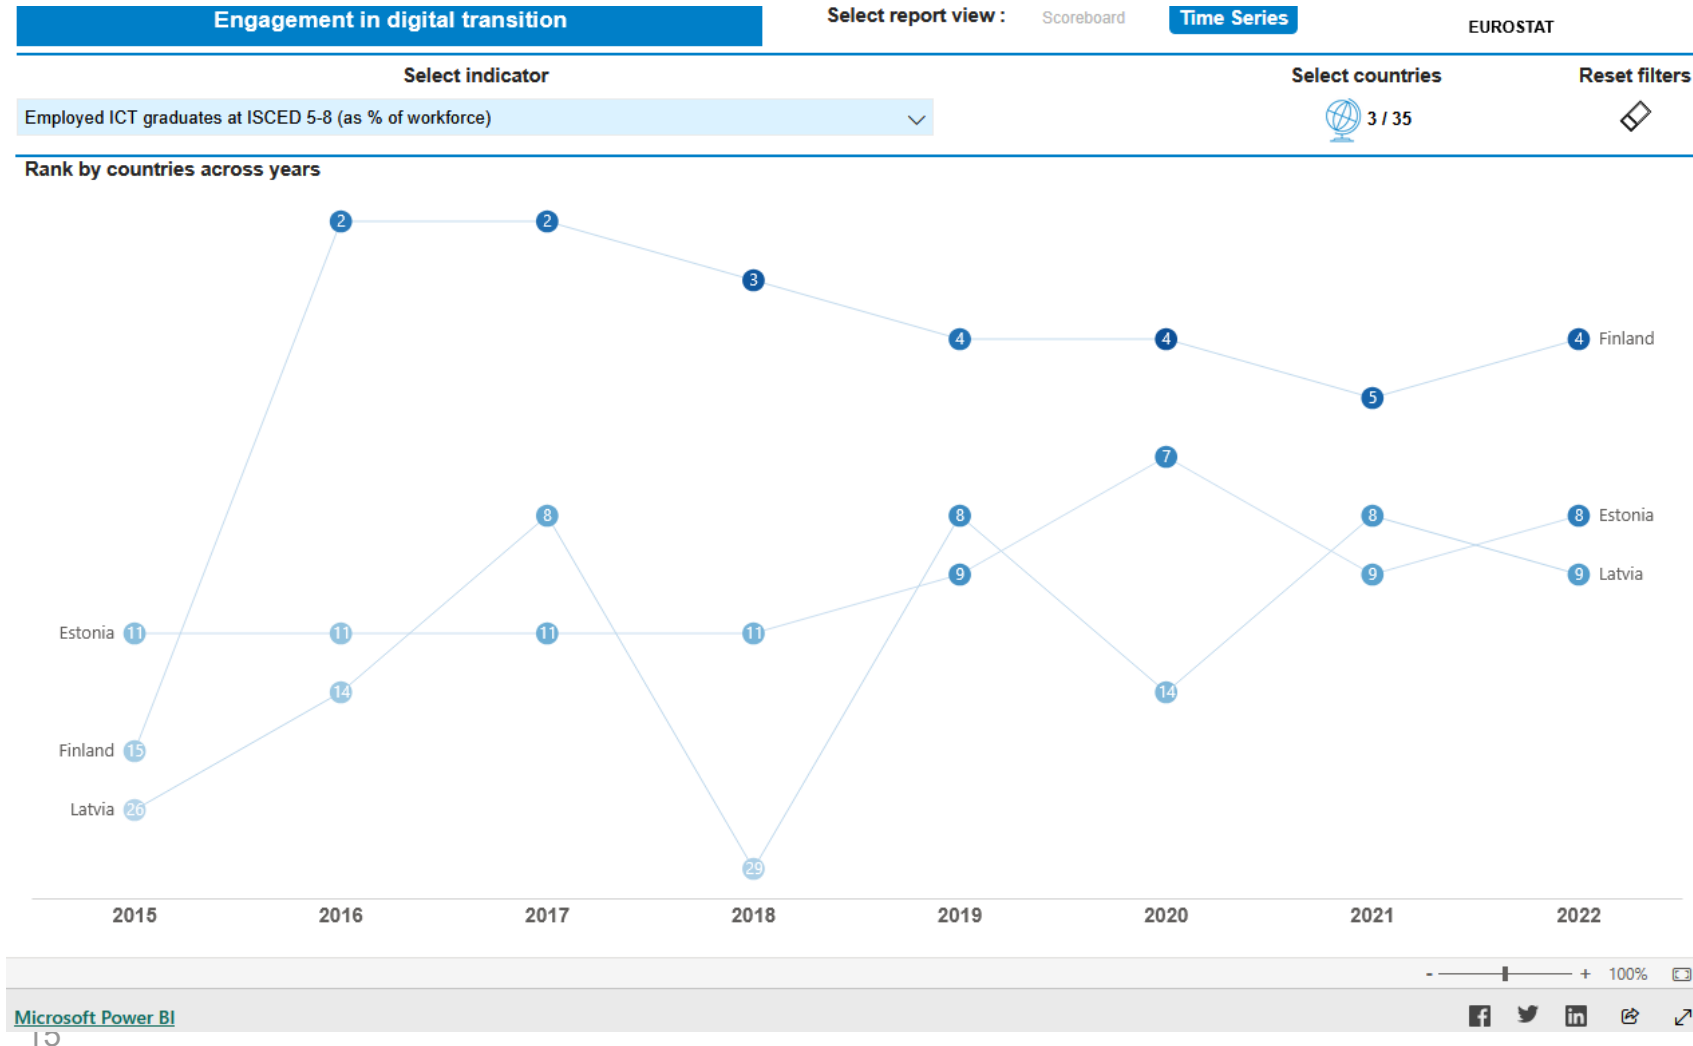 Engagement in digital transition
Select report view :
Scoreboard
Time Series
EUROSTAT
Select indicator
Select countries
Reset filters
Employed ICT graduates at ISCED 5-8 (as % of workforce)
3 / 35
Rank by countries across years
2 2
3
4 4 4 Finland
5
7
8 8 8 8 Estonia
9 9 9 Latvia
Estonia 11 11 11 11
14 14
Finland 15
Latvia 26
29
2015 2016 2017 2018 2019 2020 2021 2022
- + 100%
Microsoft Power BI
15